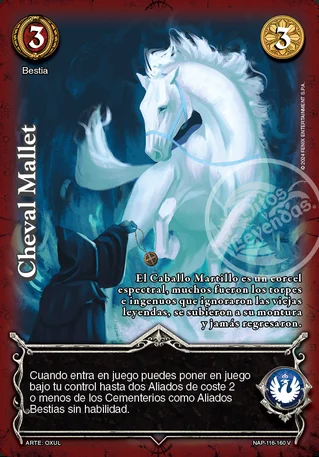 3
3
Bestia
© 2024 FENIX ENTERTAINMENT S.P.A.
Cheval Mallet
Mitos
y
Leyendas.
El Caballo Martillo es un corcel
espectral, muchos fueron los torpes
e ingenuos que ignoraron las viejas
leyendas, se subieron a su montura
y jamás regresaron.
Cuando entra en juego puedes poner en juego
bajo tu control hasta dos Aliados de coste 2
o menos de los Cementerios como Aliados
Bestias sin habilidad.
ARTE: OXUL
NAP-116-160 V